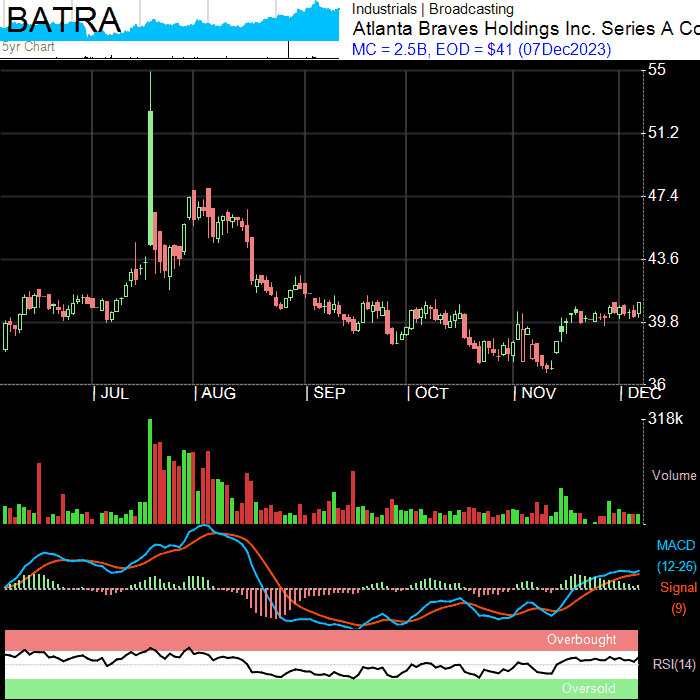 BATRA
5yr Chart
Industrials | Broadcasting
Atlanta Braves Holdings Inc. Series A Co
MC = 2.5B, EOD = $41 (07Dec2023)
55
51.2
47.4
43.6
39.8
36
| JUL | AUG | SEP | OCT | NOV | DEC
318k
Volume
MACD
(12-26)
Signal
(9)
Overbought
RSI(14)
Oversold